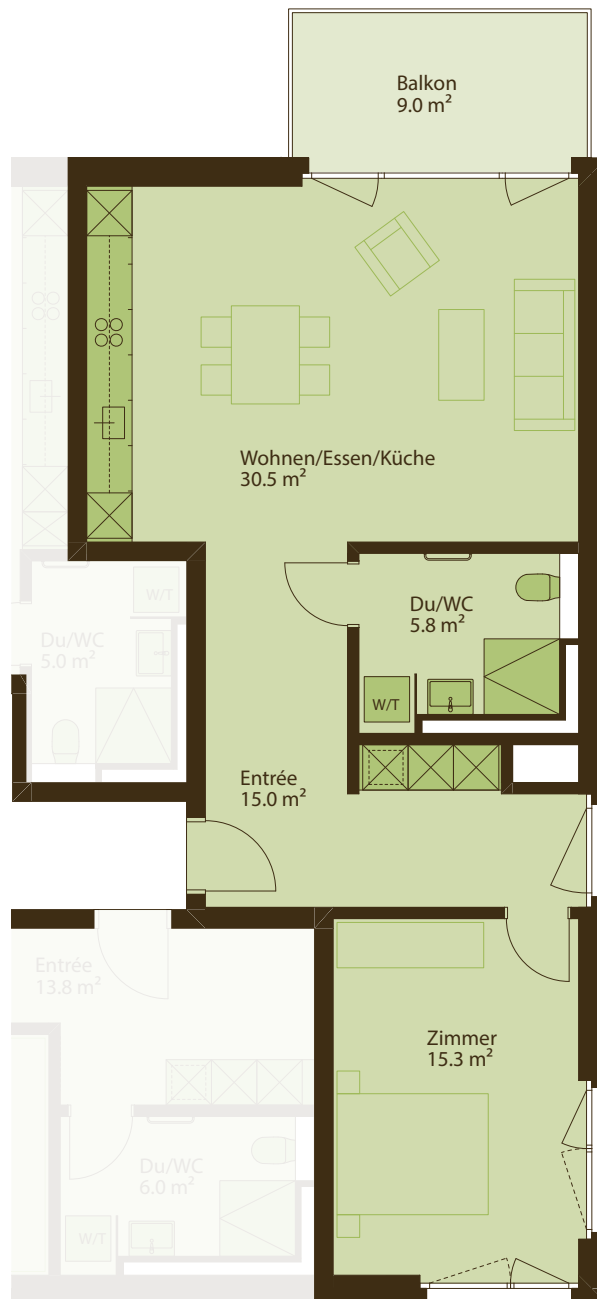 Balkon
9.0 m²
Wohnen/Essen/Küche
30.5 m²
W/T
Du/WC
5.0 m²
Du/WC
5.8 m²
W/T
Entrée
15.0 m²
Entrée
13.8 m²
Zimmer
15.3 m²
Du/WC
6.0 m²
W/T